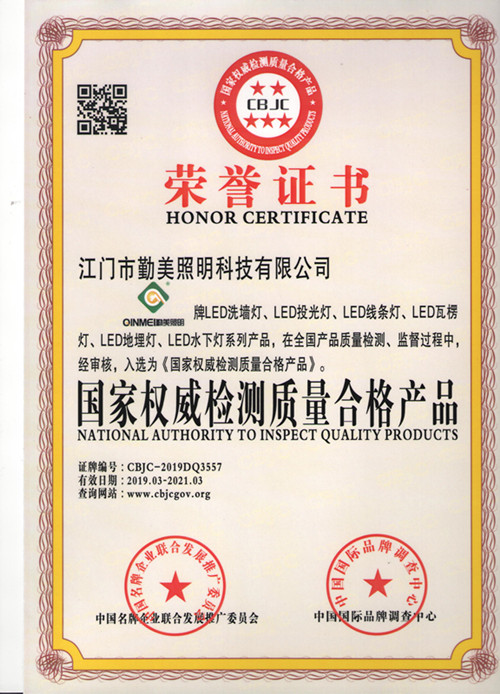 国家权威检测质量合格产品
CBJC
NATIONAL AUTHORITY TO INSPECT QUALITY PRODUCTS
荣誉证书
HONOR CERTIFICATE
江门市勤美照明科技有限公司
QINMEI勤美照明
牌LED洗墙灯、LED投光灯、LED线条灯、LED瓦楞
灯、LED地埋灯、LED水下灯系列产品，在全国产品质量检测、监督过程中，
经审核，入选为《国家权威检测质量合格产品》。
国家权威检测质量合格产品
NATIONAL AUTHORITY TO INSPECT QUALITY PRODUCTS
证牌编号：CBJC-2019DQ3557
有效日期：2019.03-2021.03
查询网站：www.cbjcgov.org
中国名牌企业联合发展推广委员会
中国国际品牌调查中心
中国名牌企业联合发展推广委员会
中国国际品牌调查中心